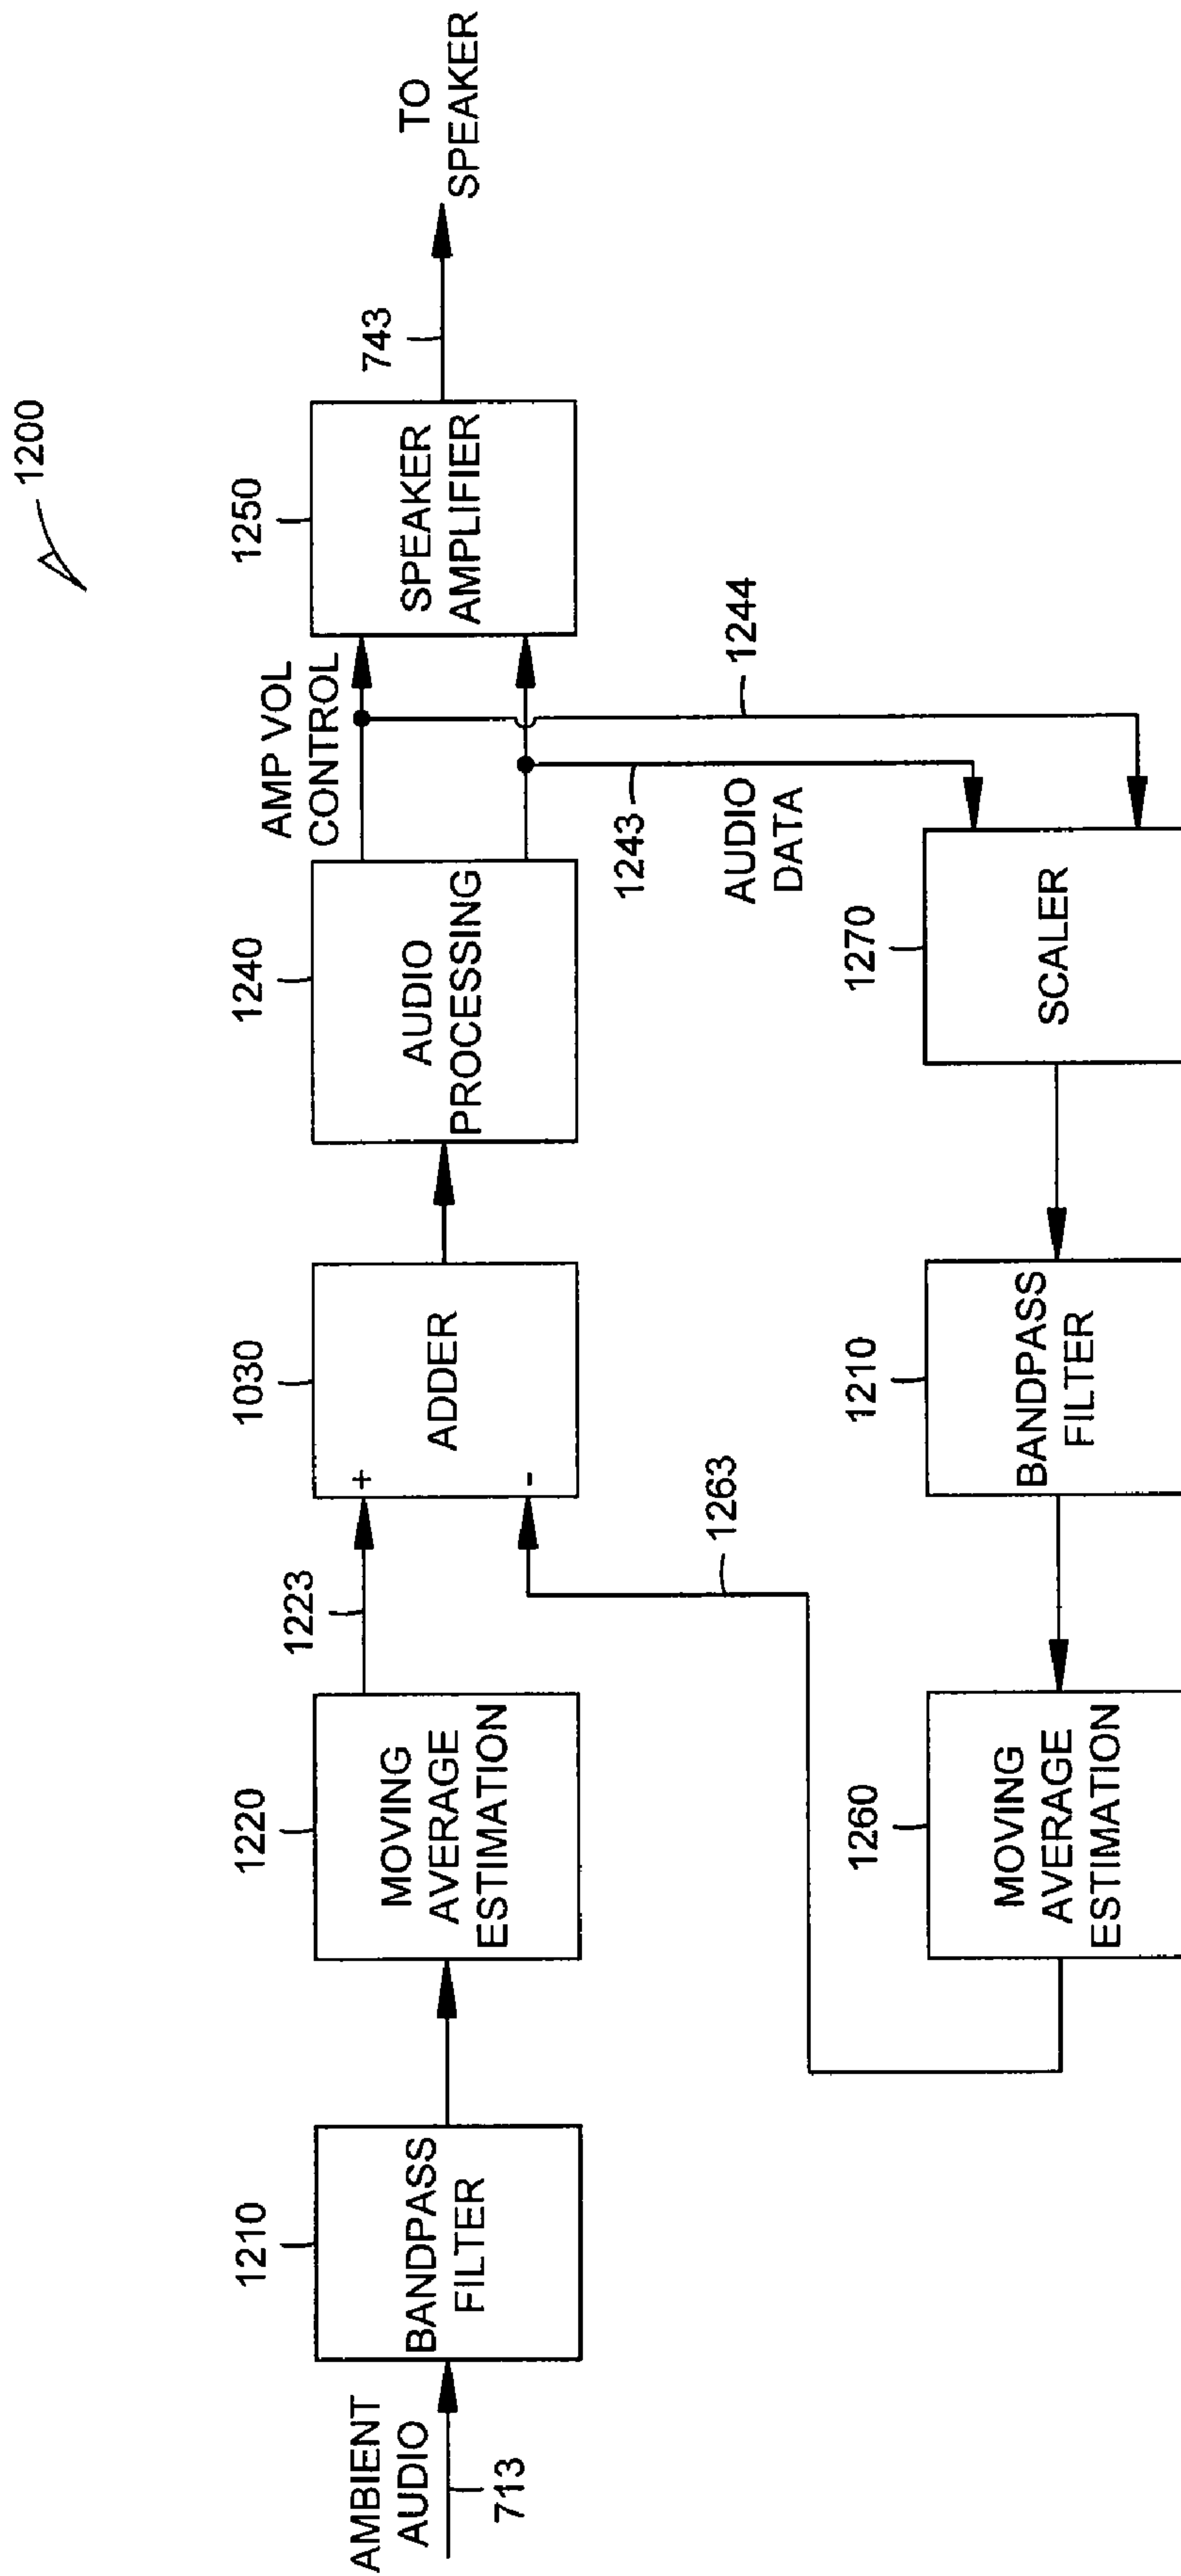 1200
AMBIENT
AUDIO
713
1210
BANDPASS
FILTER
1220
MOVING
AVERAGE
ESTIMATION
1223
1030
+
-
ADDER
1240
AUDIO
PROCESSING
AMP VOL
CONTROL
1250
SPEAKER
AMPLIFIER
743
TO
SPEAKER
1263
1243
AUDIO
DATA
1244
1260
MOVING
AVERAGE
ESTIMATION
1210
BANDPASS
FILTER
1270
SCALER